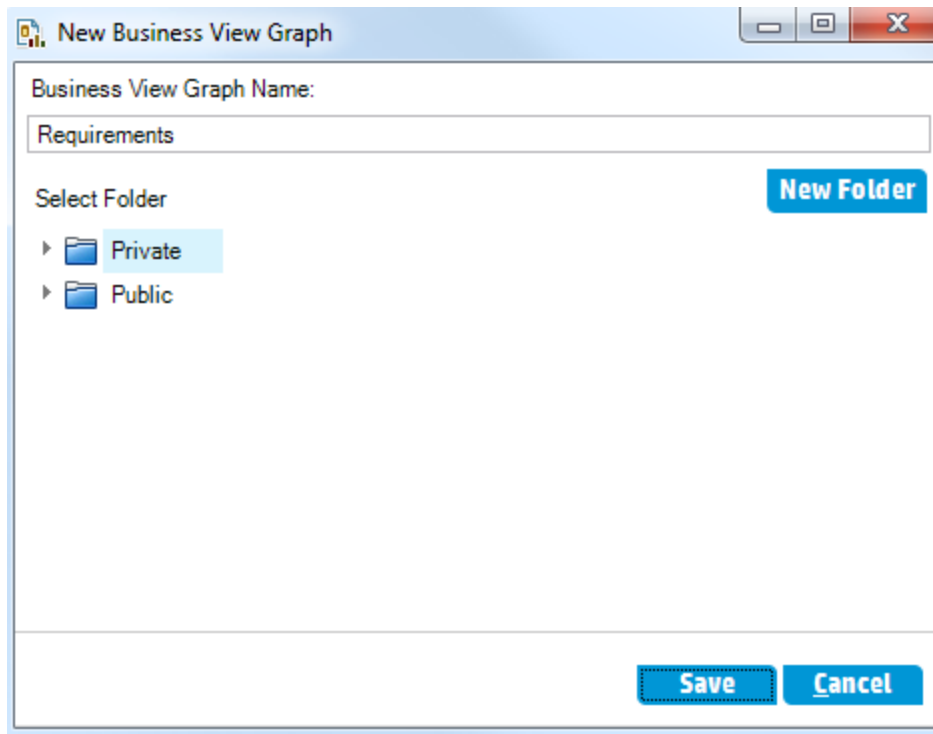 New Business View Graph
Business View Graph Name:
Requirements
New Folder
Select Folder
Private
Public
Save Cancel